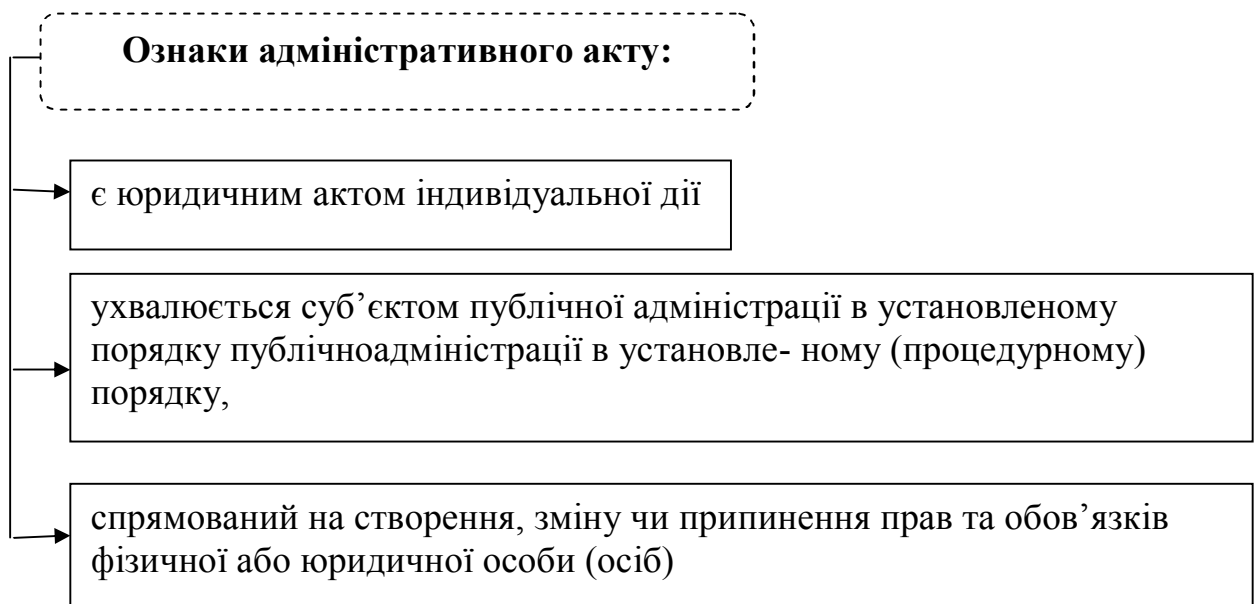 Ознаки адміністративного акту:
є юридичним актом індивідуальної дії
ухвалюється суб’єктом публічної адміністрації в установленому
порядку публічноадміністрації в установле- ному (процедурному)
порядку,
спрямований на створення, зміну чи припинення прав та обов’язків
фізичної або юридичної особи (осіб)